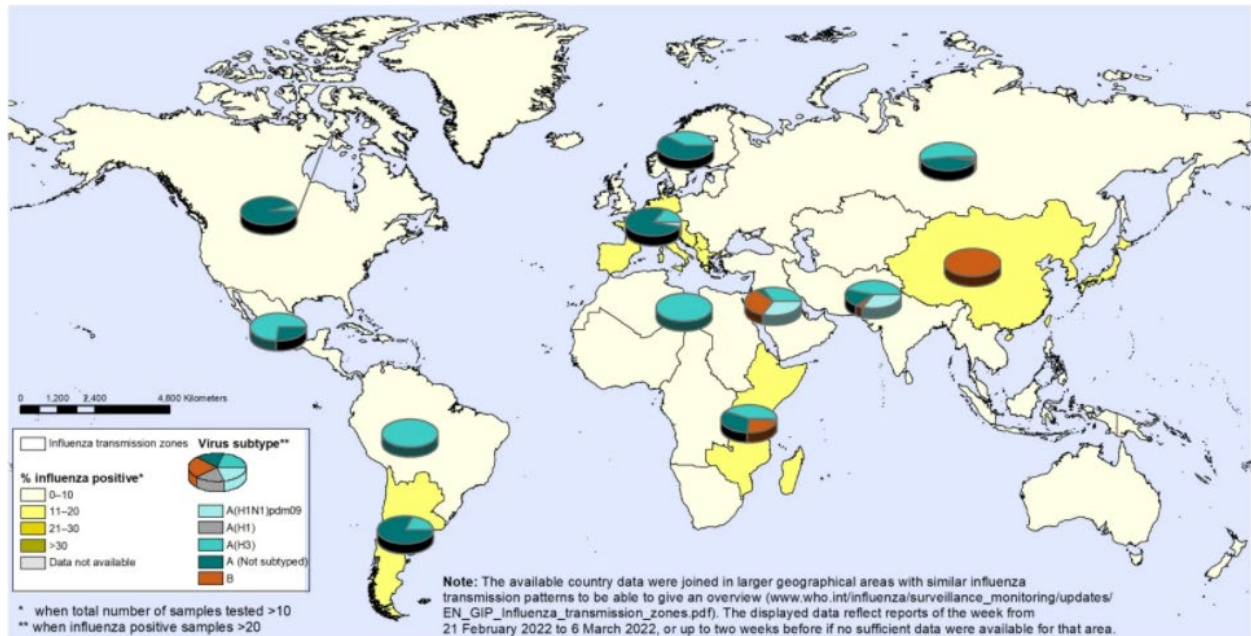 0 1,200 2,400 4,800 Kilometers
Influenza transmission zones
% influenza positive*
0–10
11–20
21–30
>30
Data not available
Virus subtype**
A(H1N1)pdm09
A(H1)
A(H3)
A (Not subtyped)
B
* when total number of samples tested >10
** when influenza positive samples >20
Note: The available country data were joined in larger geographical areas with similar influenza
transmission patterns to be able to give an overview (www.who.int/influenza/surveillance_monitoring/updates/
EN_GIP_Influenza_transmission_zones.pdf). The displayed data reflect reports of the week from
21 February 2022 to 6 March 2022, or up to two weeks before if no sufficient data were available for that area.